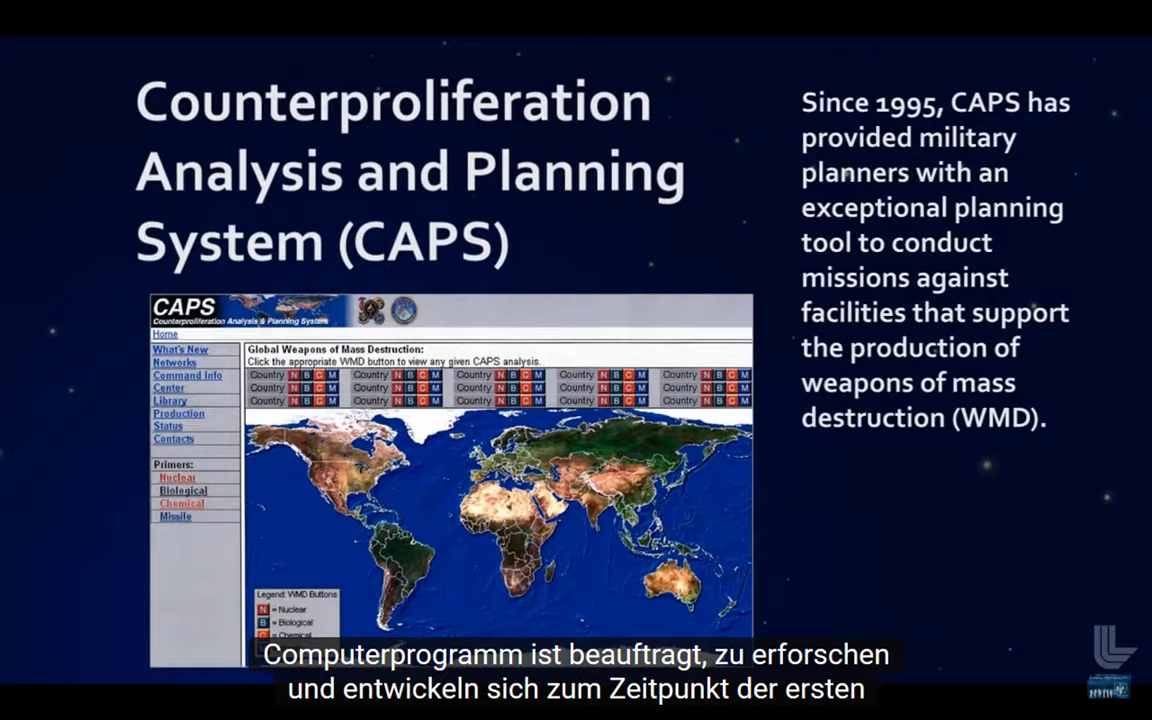 Counterproliferation
Analysis and Planning
System (CAPS)
Since 1995, CAPS has
provided military
planners with an
exceptional planning
tool to conduct
missions against
facilities that support
the production of
weapons of mass
destruction (WMD).
CAPS
Counterproliferation Analysis & Planning System
Home
What's New
Networks
Command Info
Center
Library
Production
Status
Contacts
Primers:
Nuclear
Biological
Chemical
Missile
Global Weapons of Mass Destruction:
Click the appropriate WMD button to view any given CAPS analysis.
Country N B C M Country N B C M Country N B C M Country N B C M Country N B C M
Country N B C M Country N B C M Country N B C M Country N B C M Country N B C M
Country N B C M Country N B C M Country N B C M Country N B C M Country N B C M
Legend: WMD Buttons
N = Nuclear
B = Biological
C = Chemical
Computerprogramm ist beauftragt, zu erforschen
und entwickeln sich zum Zeitpunkt der ersten